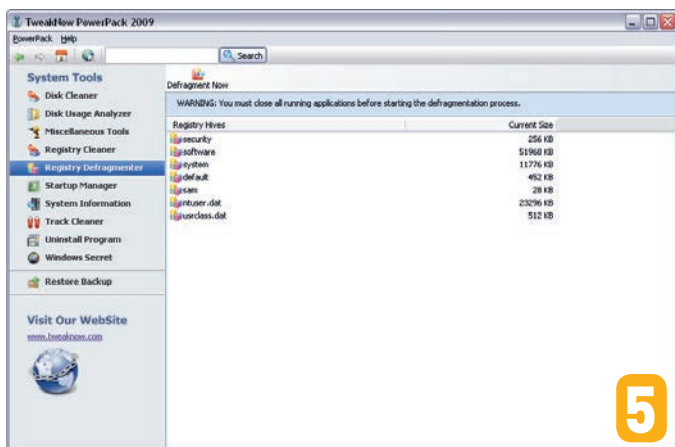 TweakNow PowerPack 2009
PowerPack Help
Search
System Tools
Disk Cleaner
Disk Usage Analyzer
Miscellaneous Tools
Registry Cleaner
Registry Defragmenter
Startup Manager
System Information
Track Cleaner
Uninstall Program
Windows Secret
Restore Backup
Visit Our WebSite
www.tweaknow.com
Defragment Now
WARNING: You must close all running applications before starting the defragmentation process.
Registry Hives Current Size
security 256 KB
software 51968 KB
system 11776 KB
default 452 KB
sam 28 KB
ntuser.dat 23296 KB
usrclass.dat 512 KB
5